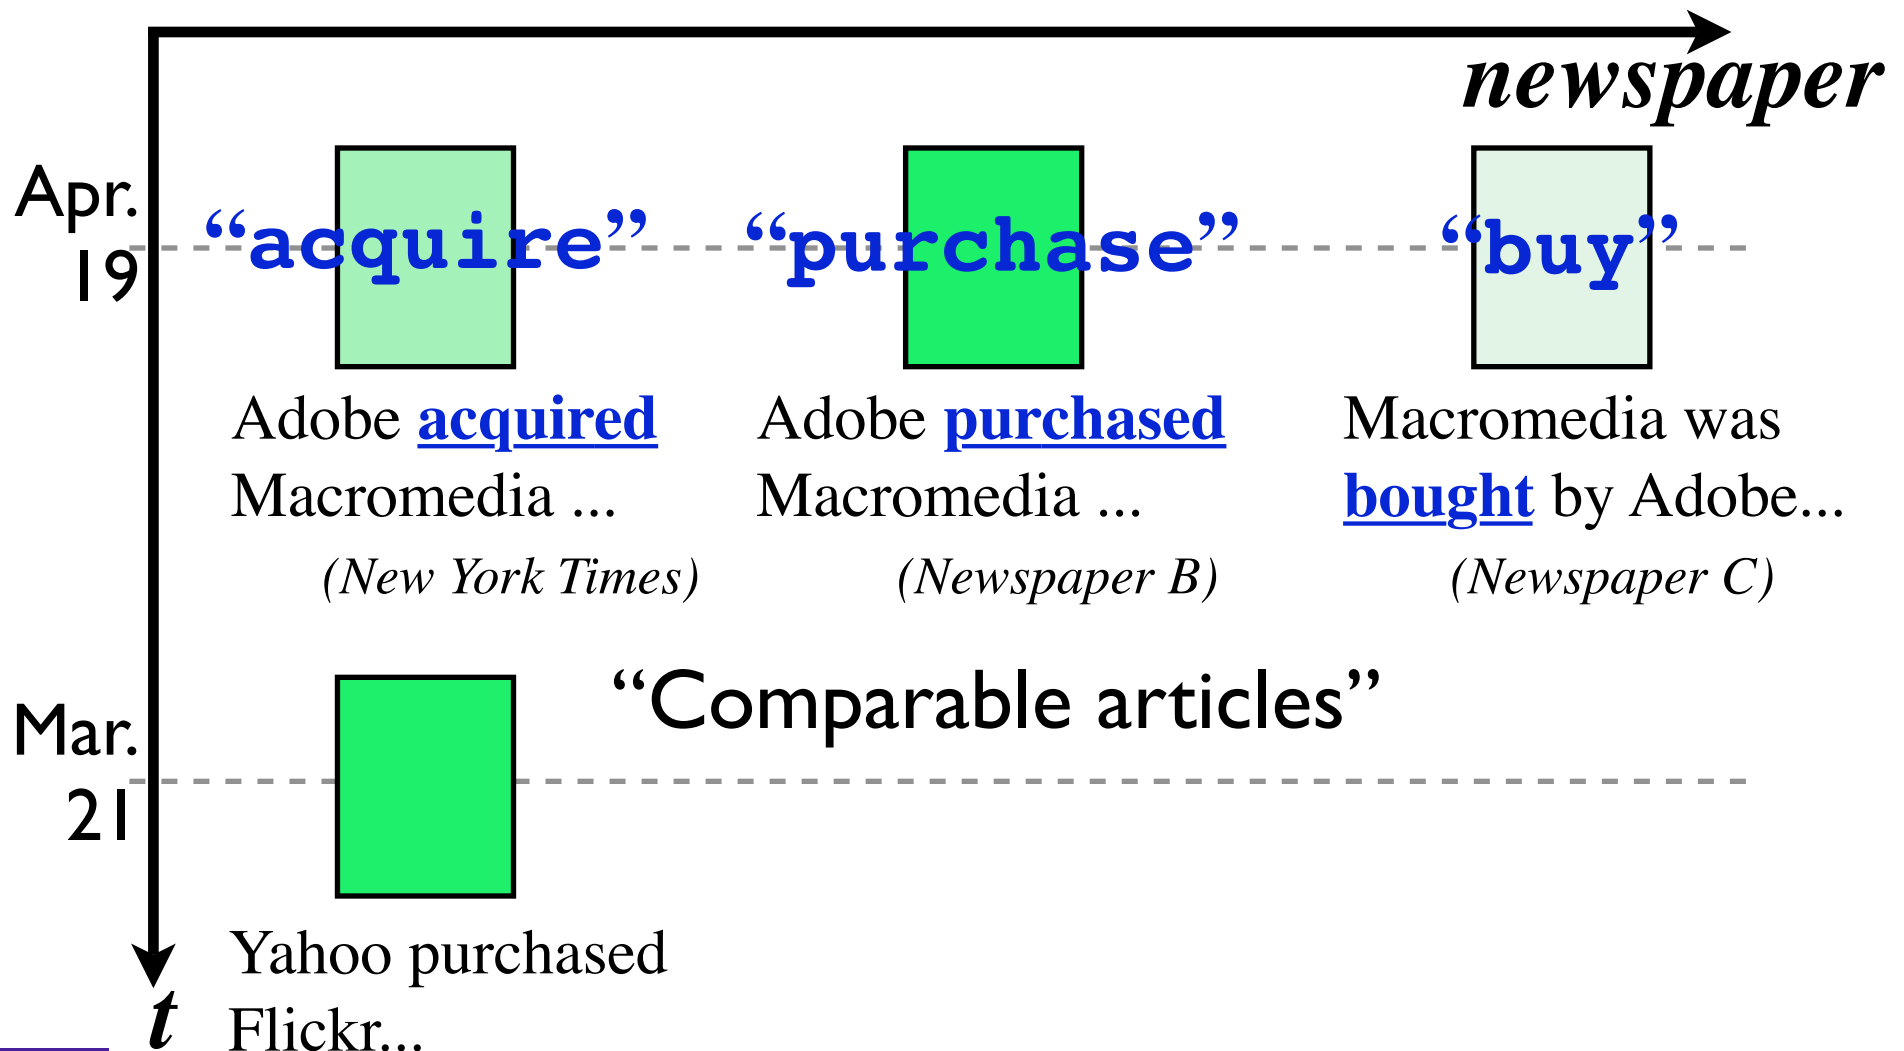 newspaper
Apr.
19
“acquire”
“purchase”
“buy”
Adobe acquired
Macromedia ...
(New York Times)
Adobe purchased
Macromedia ...
(Newspaper B)
Macromedia was
bought by Adobe...
(Newspaper C)
“Comparable articles”
Mar.
21
Yahoo purchased
Flickr...
t